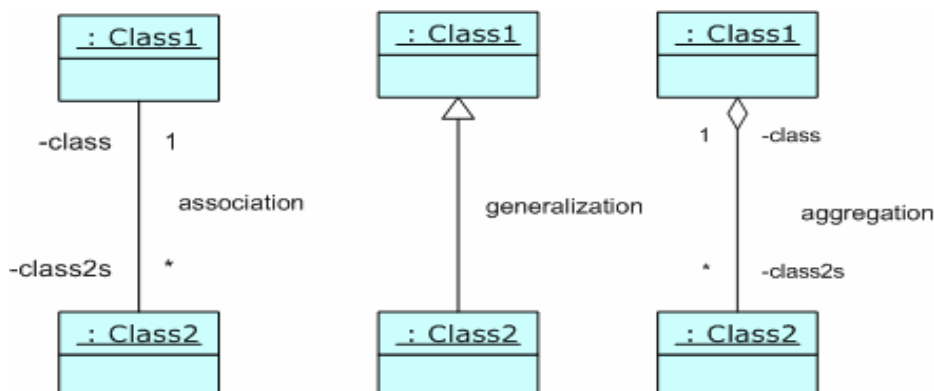 : Class1
-class 1
association
-class2s *
: Class2
: Class1
generalization
: Class2
: Class1
1 -class
aggregation
* -class2s
: Class2